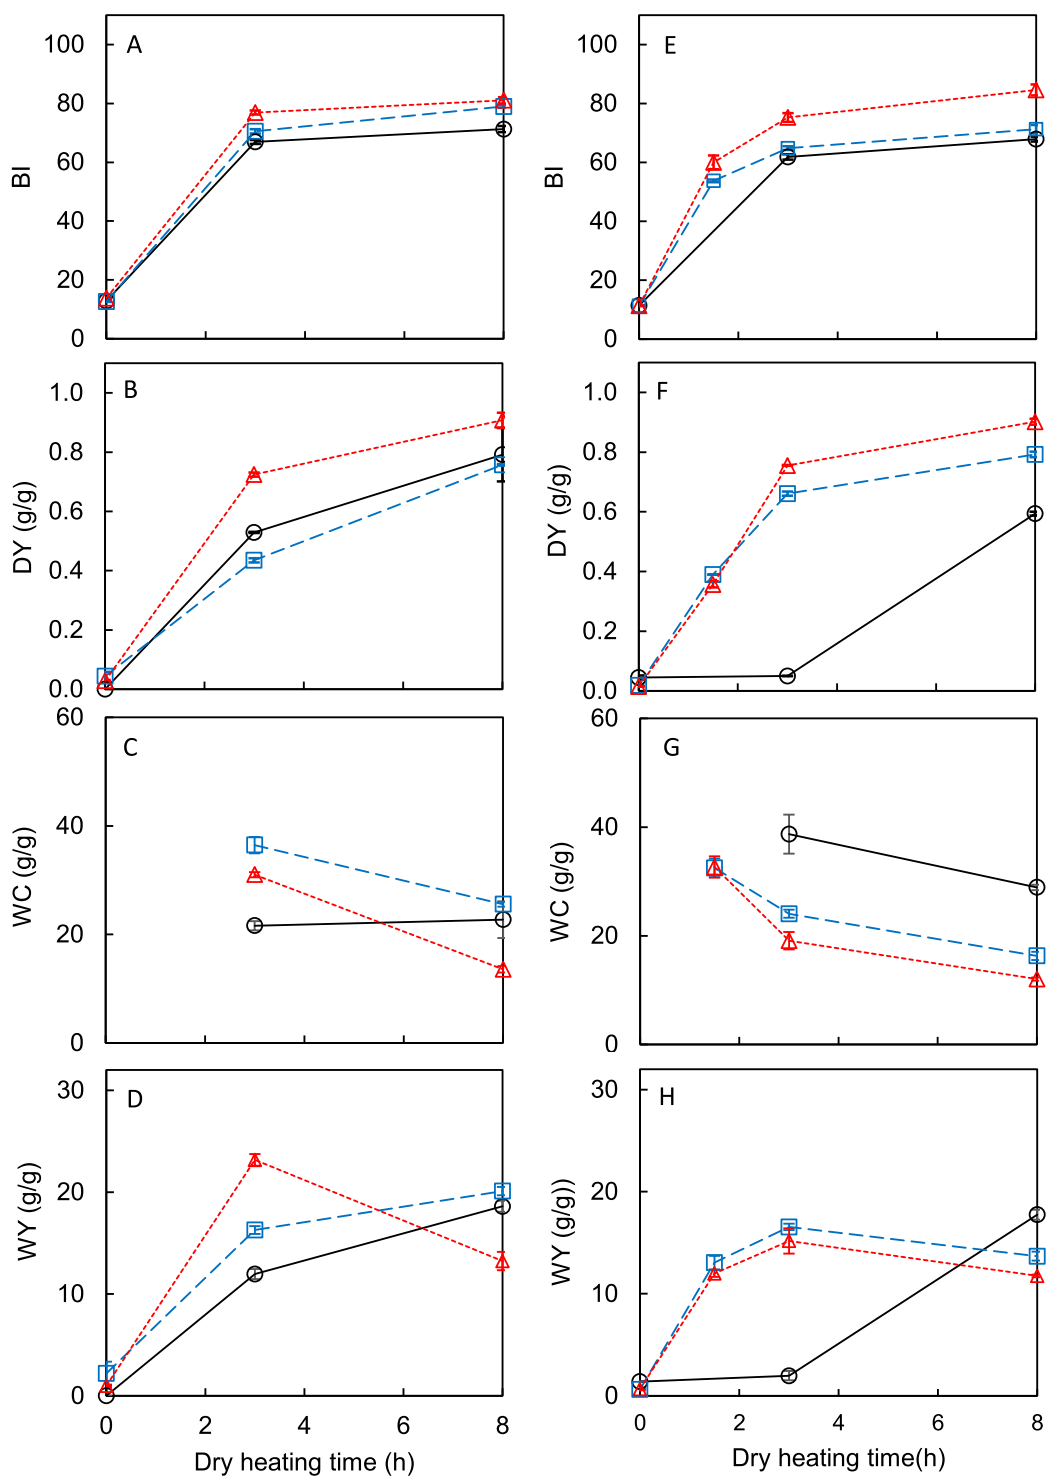 A
BI
100
80
60
40
20
0
E
BI
100
80
60
40
20
0
B
DY (g/g)
1.0
0.8
0.6
0.4
0.2
0.0
F
DY (g/g)
1.0
0.8
0.6
0.4
0.2
0.0
C
WC (g/g)
60
40
20
0
G
WC (g/g)
60
40
20
0
D
WY (g/g)
30
20
10
0
0 2 4 6 8
Dry heating time (h)
H
WY (g/g))
30
20
10
0
0 2 4 6 8
Dry heating time(h)